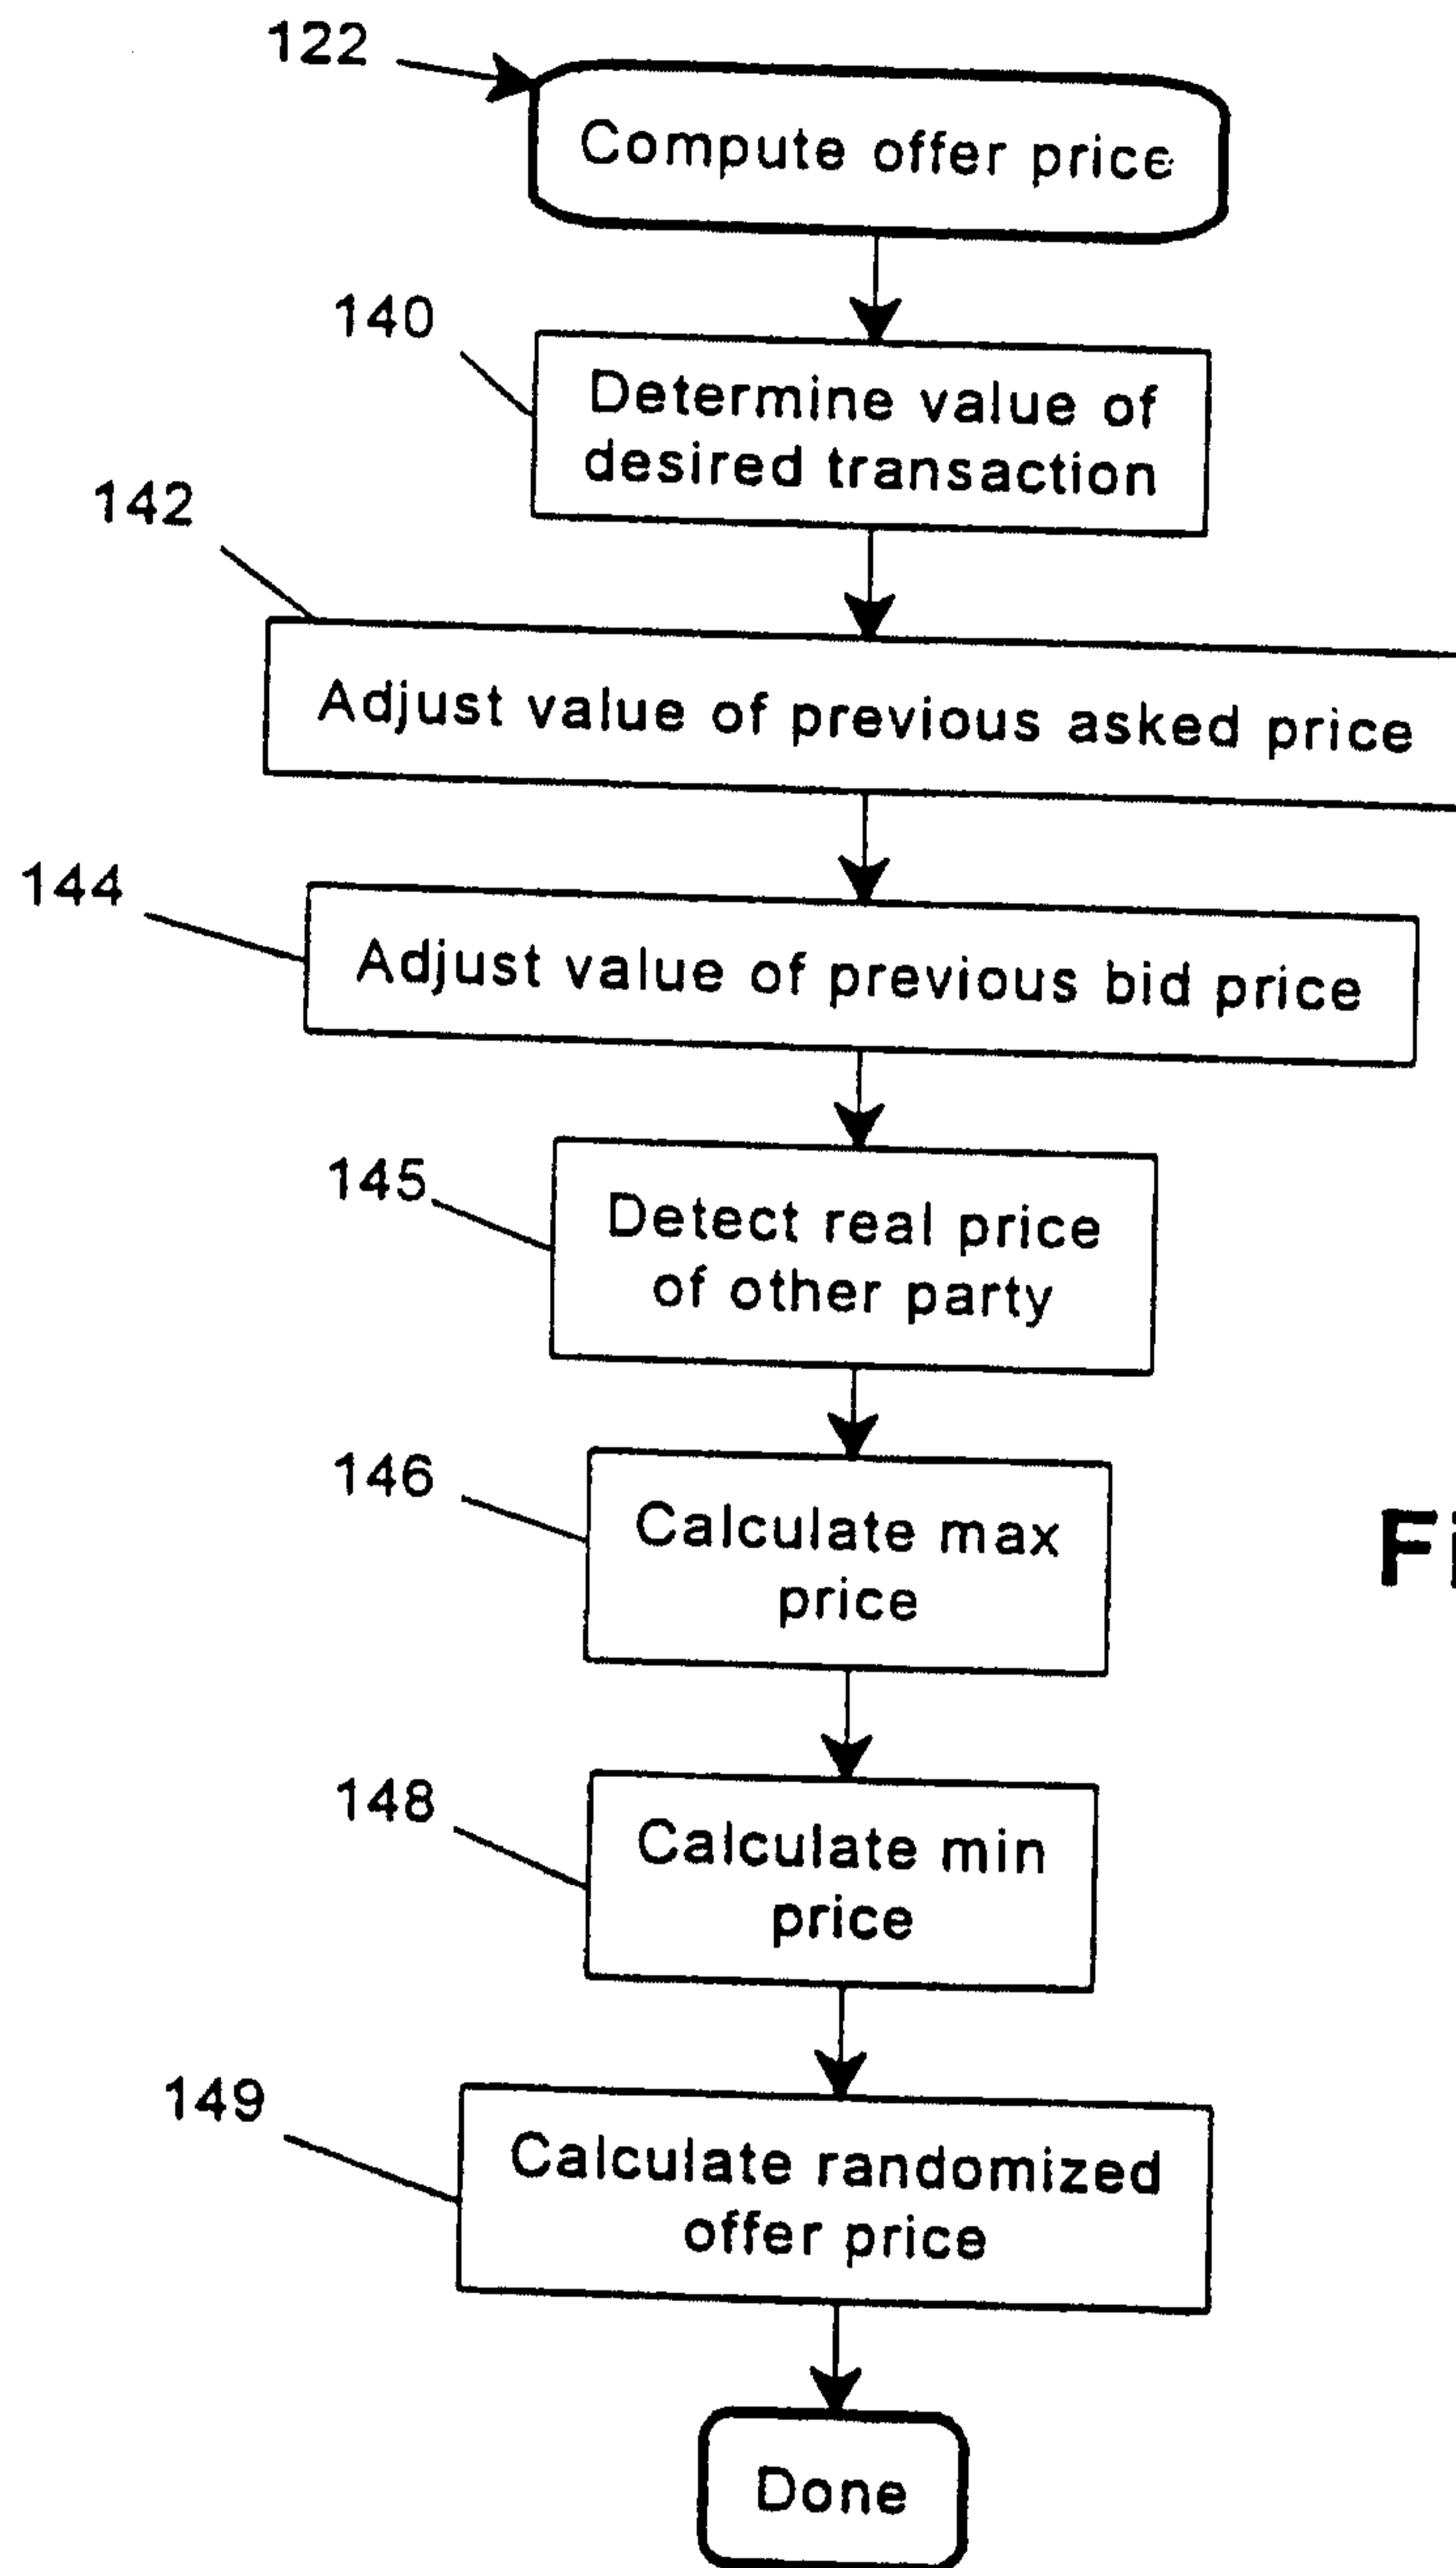 122
Compute offer price
140
Determine value of
desired transaction
142
Adjust value of previous asked price
144
Adjust value of previous bid price
145
Detect real price
of other party
146
Calculate max
price
148
Calculate min
price
149
Calculate randomized
offer price
Done